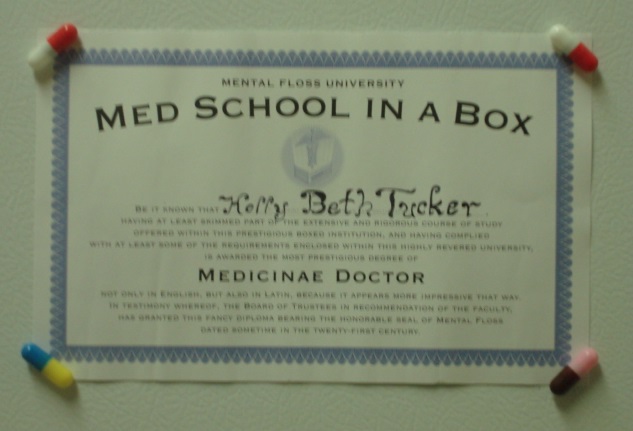 MENTAL FLOSS UNIVERSITY
MED SCHOOL IN A BOX
BE IT KNOWN THAT Holly Beth Tucker
HAVING AT LEAST SKIMMED PART OF THE EXTENSIVE AND RIGOROUS COURSE OF STUDY
OFFERED WITHIN THIS PRESTIGIOUS BOXED INSTITUTION, AND HAVING COMPLIED
WITH AT LEAST SOME OF THE REQUIREMENTS ENCLOSED WITHIN THIS HIGHLY REVERED UNIVERSITY,
IS AWARDED THE MOST PRESTIGIOUS DEGREE OF
MEDICINAE DOCTOR
NOT ONLY IN ENGLISH, BUT ALSO IN LATIN, BECAUSE IT APPEARS MORE IMPRESSIVE THAT WAY.
IN TESTIMONY WHEREOF, THE BOARD OF TRUSTEES IN RECOMMENDATION OF THE FACULTY,
HAS GRANTED THIS FANCY DIPLOMA BEARING THE HONORABLE SEAL OF MENTAL FLOSS
DATED SOMETIME IN THE TWENTY-FIRST CENTURY.